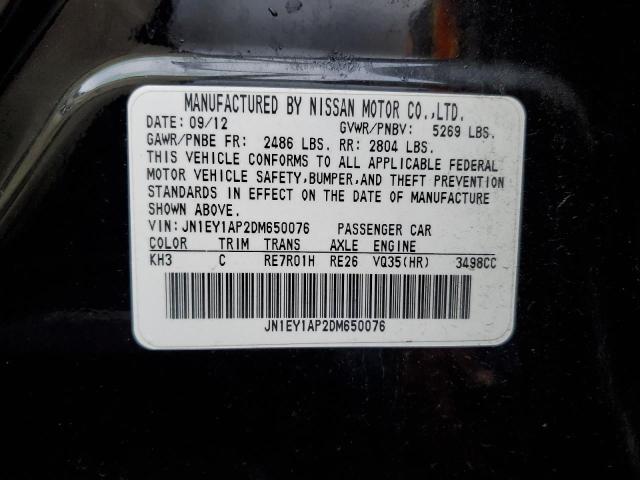 MANUFACTURED BY NISSAN MOTOR CO.,LTD.
DATE: 09/12 GVWR/PNBV: 5269 LBS.
GAWR/PNBE FR: 2486 LBS. RR: 2804 LBS.
THIS VEHICLE CONFORMS TO ALL APPLICABLE FEDERAL
MOTOR VEHICLE SAFETY,BUMPER,AND THEFT PREVENTION
STANDARDS IN EFFECT ON THE DATE OF MANUFACTURE
SHOWN ABOVE.
VIN: JN1EY1AP2DM650076 PASSENGER CAR
COLOR TRIM TRANS AXLE ENGINE
KH3 C RE7R01H RE26 VQ35(HR) 3498CC
JN1EY1AP2DM650076